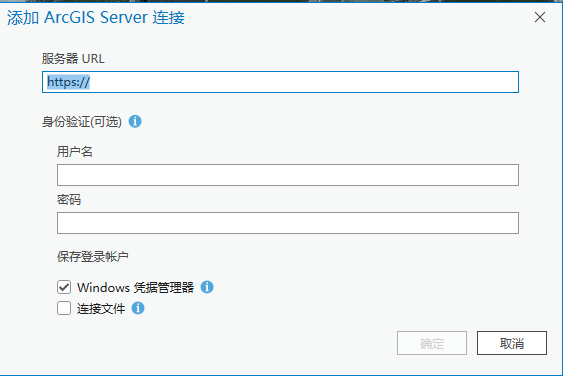 添加 ArcGIS Server 连接
服务器 URL
https://
身份验证(可选)
用户名
密码
保存登录帐户
Windows 凭据管理器
连接文件
确定
取消